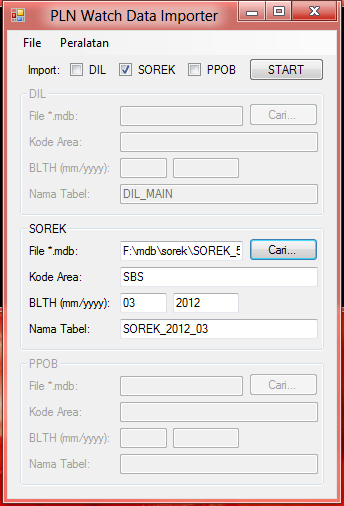 PLN Watch Data Importer
File Peralatan
Import: DIL SOREK PPOB START
DIL
File *.mdb: Cari...
Kode Area:
BLTH (mm/yyyy):
Nama Tabel: DIL_MAIN
SOREK
File *.mdb: F:\mdb\sorek\SOREK_5 Cari...
Kode Area: SBS
BLTH (mm/yyyy): 03 2012
Nama Tabel: SOREK_2012_03
PPOB
File *.mdb: Cari...
Kode Area:
BLTH (mm/yyyy):
Nama Tabel: